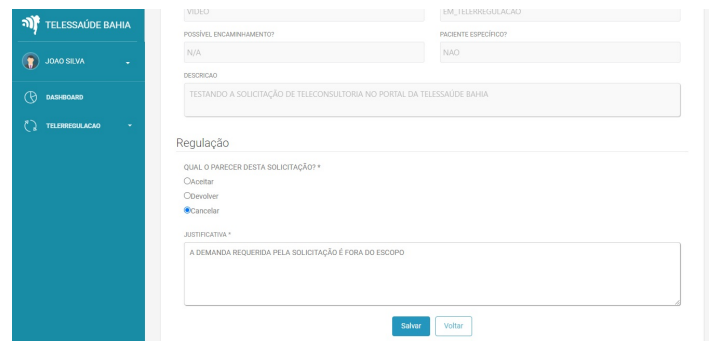 TELESSAÚDE BAHIA
JOAO SILVA
DASHBOARD
TELERREGULACAO
VIDEO
EM_TELERREGULACAO
POSSÍVEL ENCAMINHAMENTO?
PACIENTE ESPECÍFICO?
N/A
NAO
DESCRICAO
TESTANDO A SOLICITAÇÃO DE TELECONSULTORIA NO PORTAL DA TELESSAÚDE BAHIA
Regulação
QUAL O PARECER DESTA SOLICITAÇÃO? *
Aceitar
Devolver
Cancelar
JUSTIFICATIVA *
A DEMANDA REQUERIDA PELA SOLICITAÇÃO É FORA DO ESCOPO
Salvar
Voltar